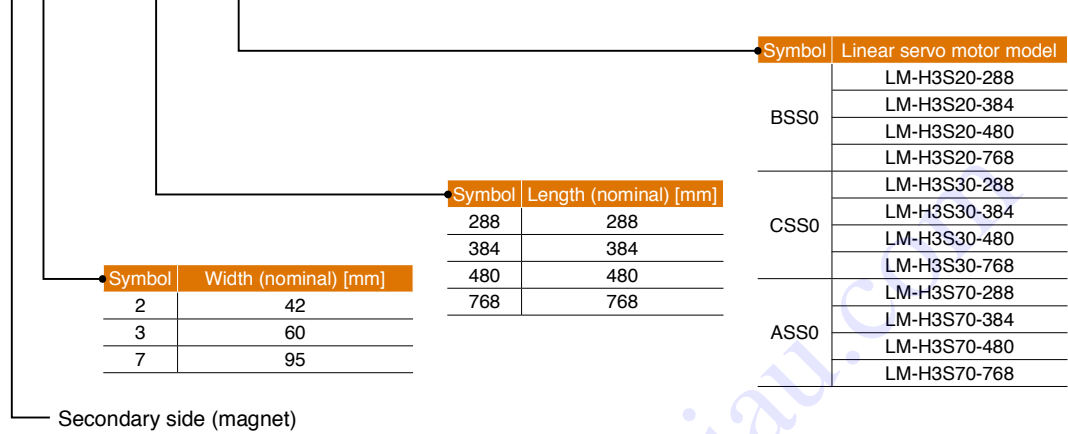 Symbol Linear servo motor model
BSS0
LM-H3S20-288
LM-H3S20-384
LM-H3S20-480
LM-H3S20-768
CSS0
LM-H3S30-288
LM-H3S30-384
LM-H3S30-480
LM-H3S30-768
ASS0
LM-H3S70-288
LM-H3S70-384
LM-H3S70-480
LM-H3S70-768
Symbol Length (nominal) [mm]
288 288
384 384
480 480
768 768
Symbol Width (nominal) [mm]
2 42
3 60
7 95
Secondary side (magnet)
iau.com